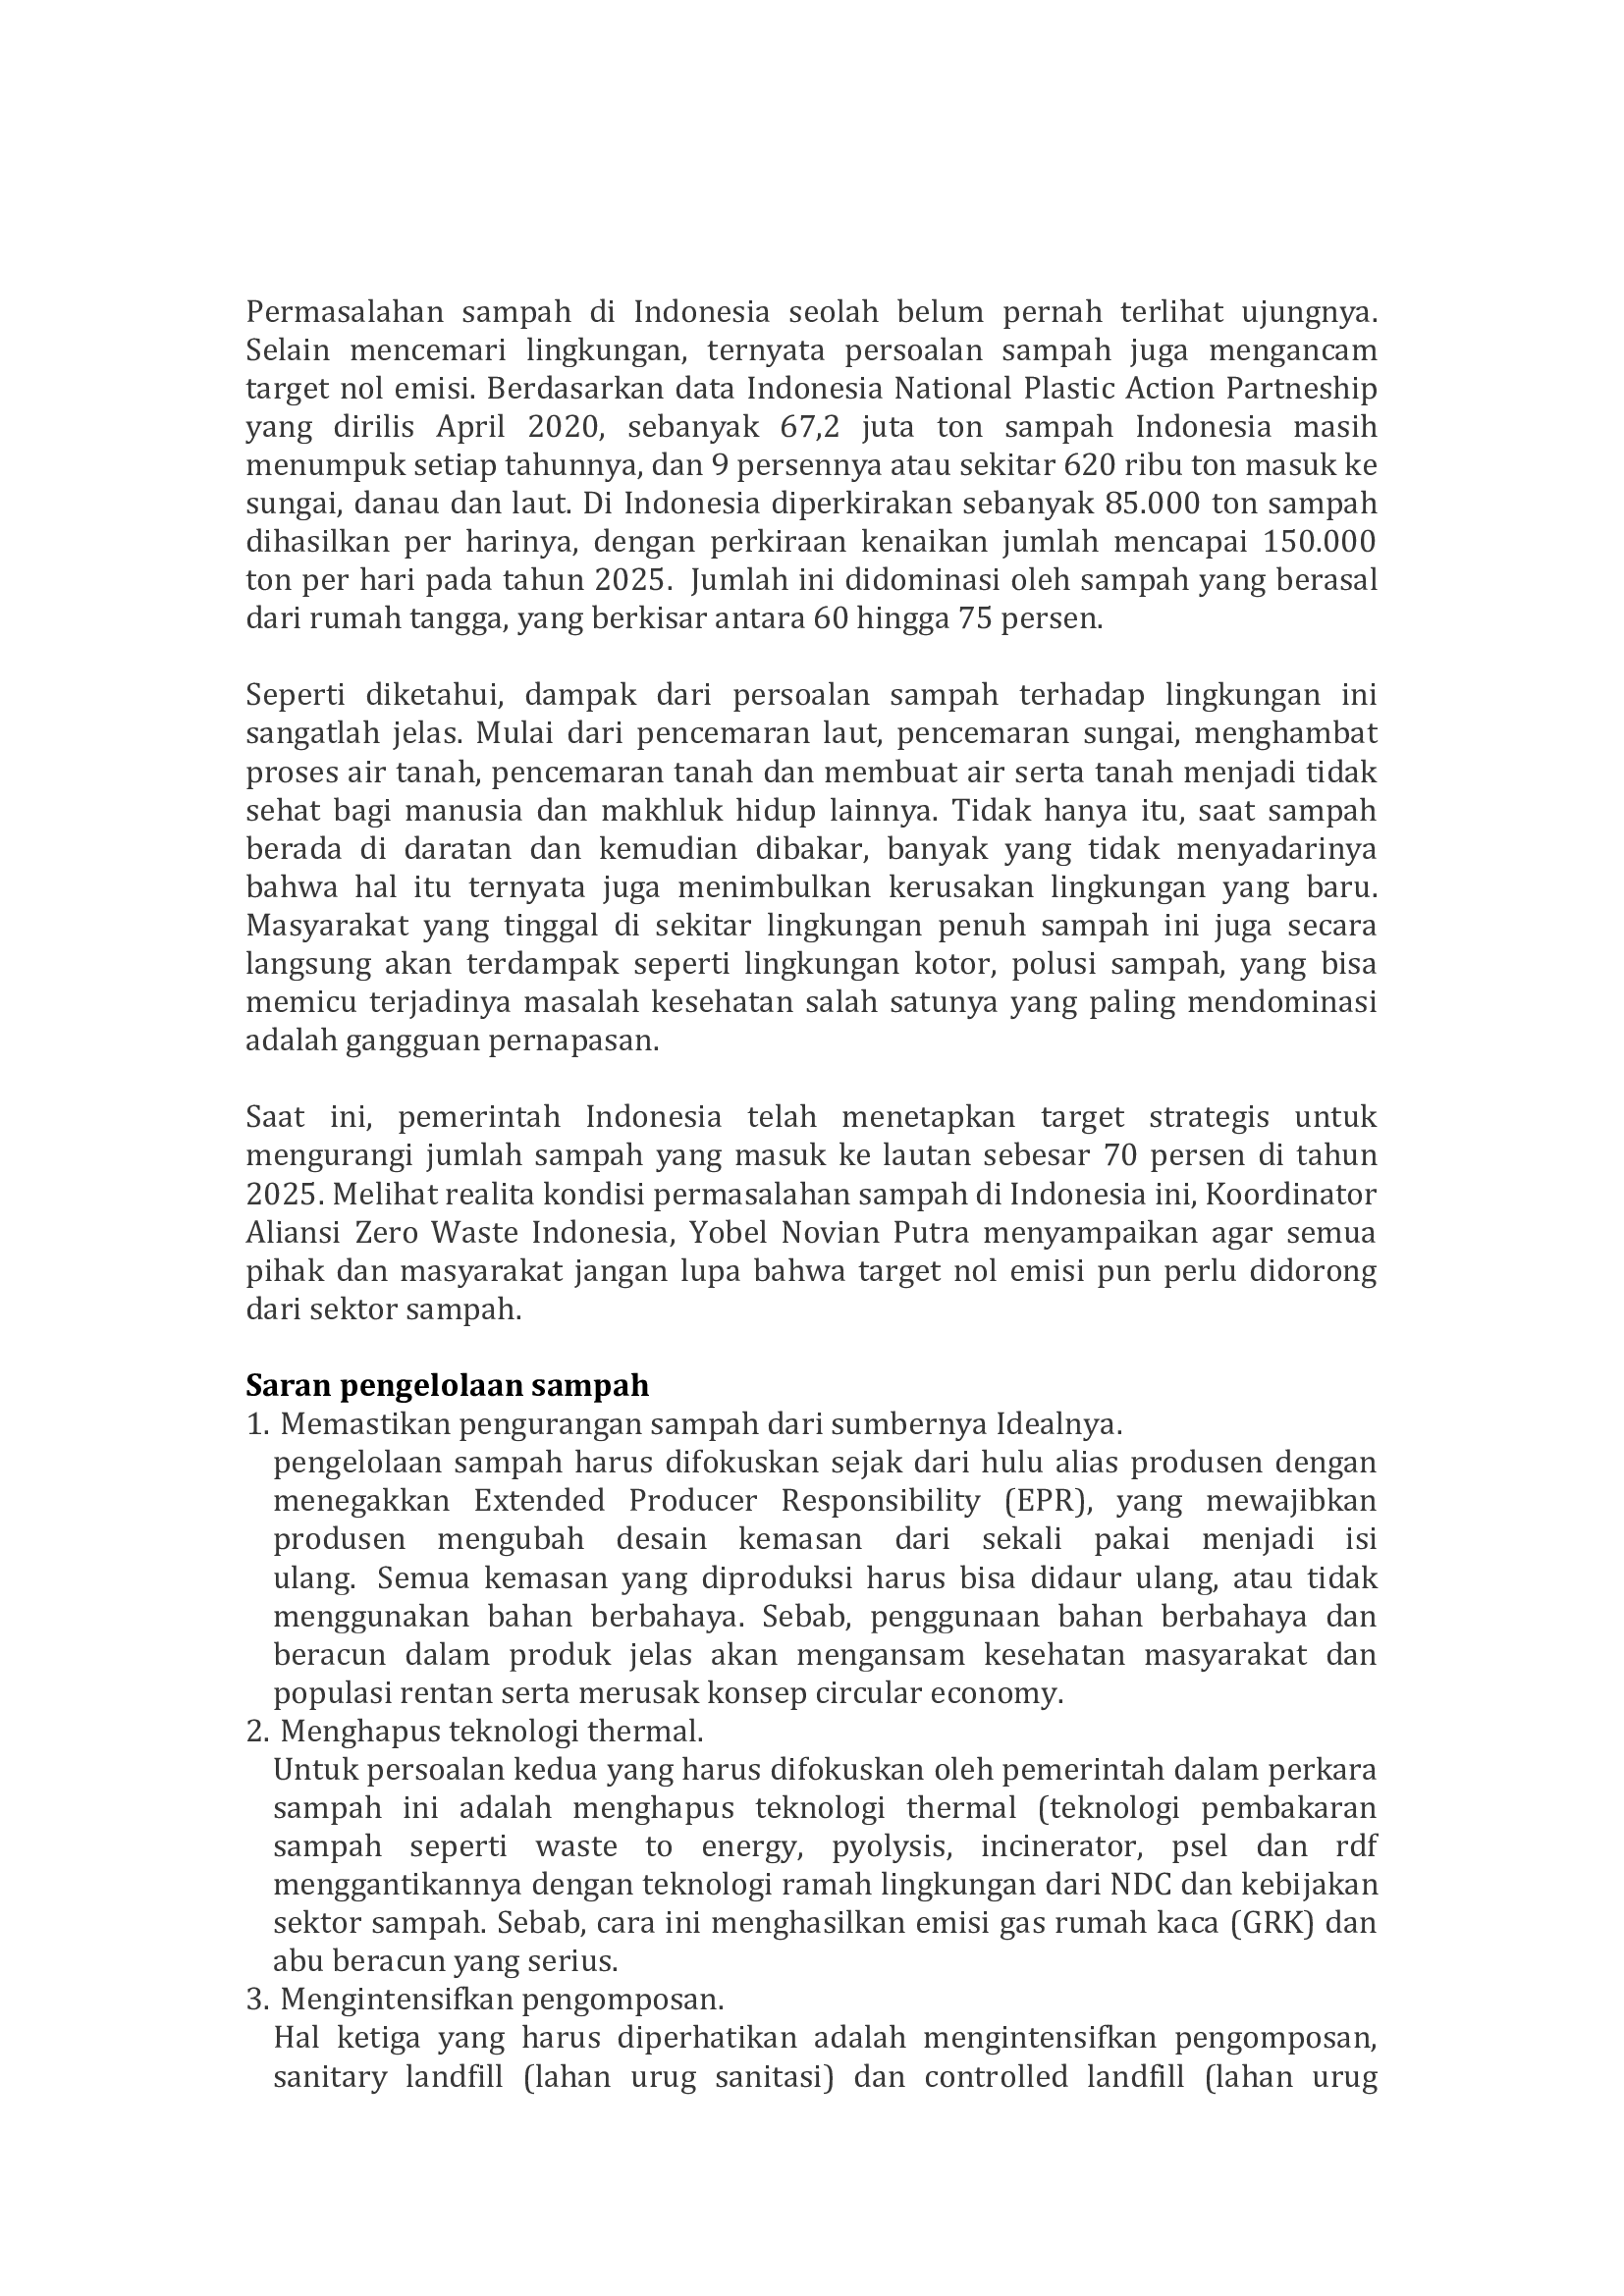 Permasalahan sampah di Indonesia seolah belum pernah terlihat ujungnya.
Selain mencemari lingkungan, ternyata persoalan sampah juga mengancam
target nol emisi. Berdasarkan data Indonesia National Plastic Action Partneship
yang dirilis April 2020, sebanyak 67,2 juta ton sampah Indonesia masih
menumpuk setiap tahunnya, dan 9 persennya atau sekitar 620 ribu ton masuk ke
sungai, danau dan laut. Di Indonesia diperkirakan sebanyak 85.000 ton sampah
dihasilkan per harinya, dengan perkiraan kenaikan jumlah mencapai 150.000
ton per hari pada tahun 2025. Jumlah ini didominasi oleh sampah yang berasal
dari rumah tangga, yang berkisar antara 60 hingga 75 persen.
Seperti diketahui, dampak dari persoalan sampah terhadap lingkungan ini
sangatlah jelas. Mulai dari pencemaran laut, pencemaran sungai, menghambat
proses air tanah, pencemaran tanah dan membuat air serta tanah menjadi tidak
sehat bagi manusia dan makhluk hidup lainnya. Tidak hanya itu, saat sampah
berada di daratan dan kemudian dibakar, banyak yang tidak menyadarinya
bahwa hal itu ternyata juga menimbulkan kerusakan lingkungan yang baru.
Masyarakat yang tinggal di sekitar lingkungan penuh sampah ini juga secara
langsung akan terdampak seperti lingkungan kotor, polusi sampah, yang bisa
memicu terjadinya masalah kesehatan salah satunya yang paling mendominasi
adalah gangguan pernapasan.
Saat ini, pemerintah Indonesia telah menetapkan target strategis untuk
mengurangi jumlah sampah yang masuk ke lautan sebesar 70 persen di tahun
2025. Melihat realita kondisi permasalahan sampah di Indonesia ini, Koordinator
Aliansi Zero Waste Indonesia, Yobel Novian Putra menyampaikan agar semua
pihak dan masyarakat jangan lupa bahwa target nol emisi pun perlu didorong
dari sektor sampah.
Saran pengelolaan sampah
1. Memastikan pengurangan sampah dari sumbernya Idealnya.
pengelolaan sampah harus difokuskan sejak dari hulu alias produsen dengan
menegakkan Extended Producer Responsibility (EPR), yang mewajibkan
produsen mengubah desain kemasan dari sekali pakai menjadi isi
ulang. Semua kemasan yang diproduksi harus bisa didaur ulang, atau tidak
menggunakan bahan berbahaya. Sebab, penggunaan bahan berbahaya dan
beracun dalam produk jelas akan mengansam kesehatan masyarakat dan
populasi rentan serta merusak konsep circular economy.
2. Menghapus teknologi thermal.
Untuk persoalan kedua yang harus difokuskan oleh pemerintah dalam perkara
sampah ini adalah menghapus teknologi thermal (teknologi pembakaran
sampah seperti waste to energy, pyolysis, incinerator, psel dan rdf
menggantikannya dengan teknologi ramah lingkungan dari NDC dan kebijakan
sektor sampah. Sebab, cara ini menghasilkan emisi gas rumah kaca (GRK) dan
abu beracun yang serius.
3. Mengintensifkan pengomposan.
Hal ketiga yang harus diperhatikan adalah mengintensifkan pengomposan,
sanitary landfill (lahan urug sanitasi) dan controlled landfill (lahan urug